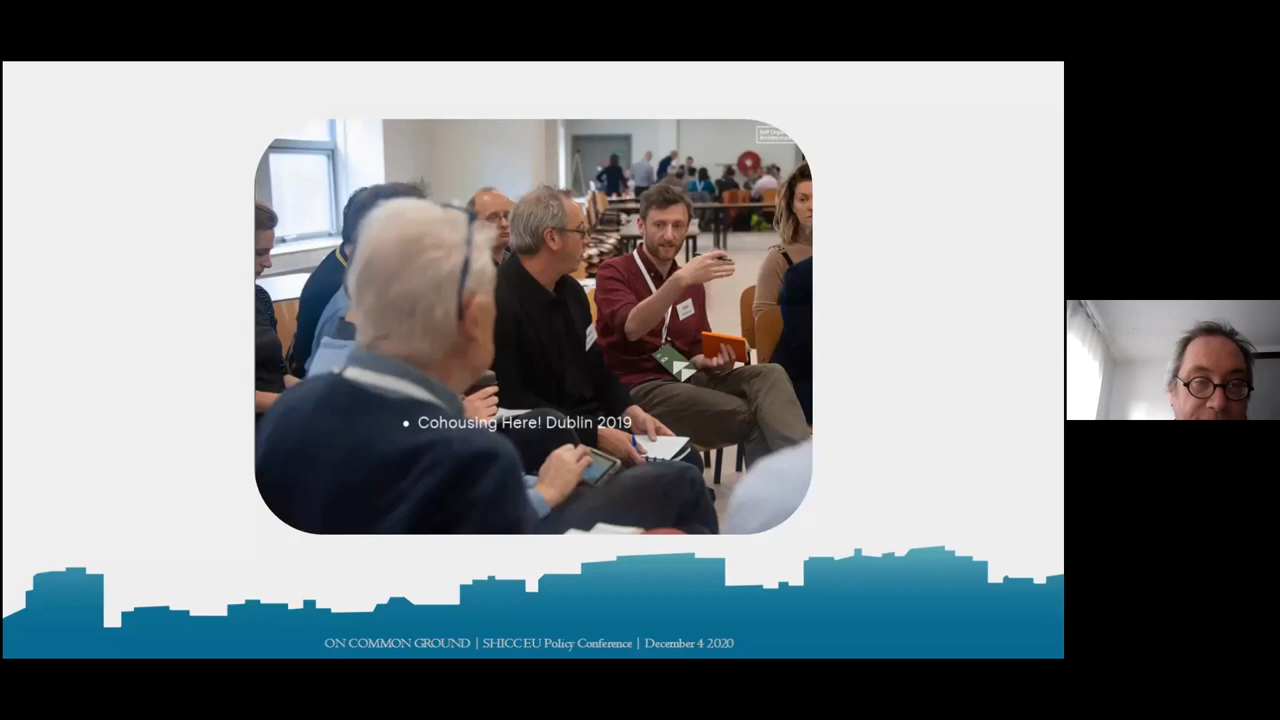 • Cohousing Here! Dublin 2019
ON COMMON GROUND | SHICC EU Policy Conference | December 4 2020